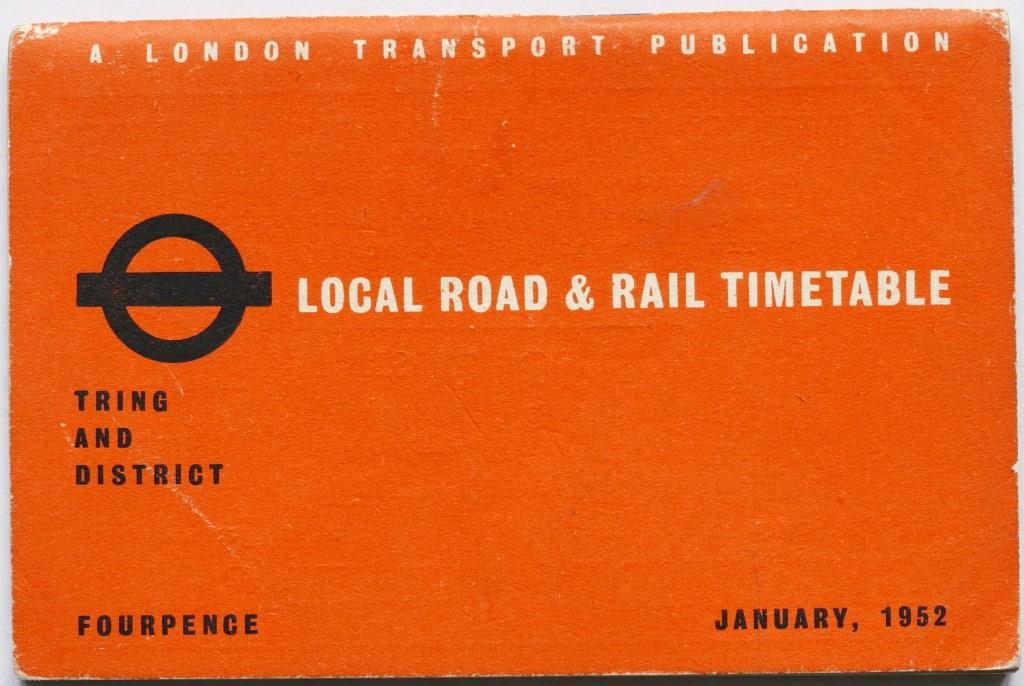 A LONDON TRANSPORT PUBLICATION
LOCAL ROAD & RAIL TIMETABLE
TRING
AND
DISTRICT
FOURPENCE
JANUARY, 1952